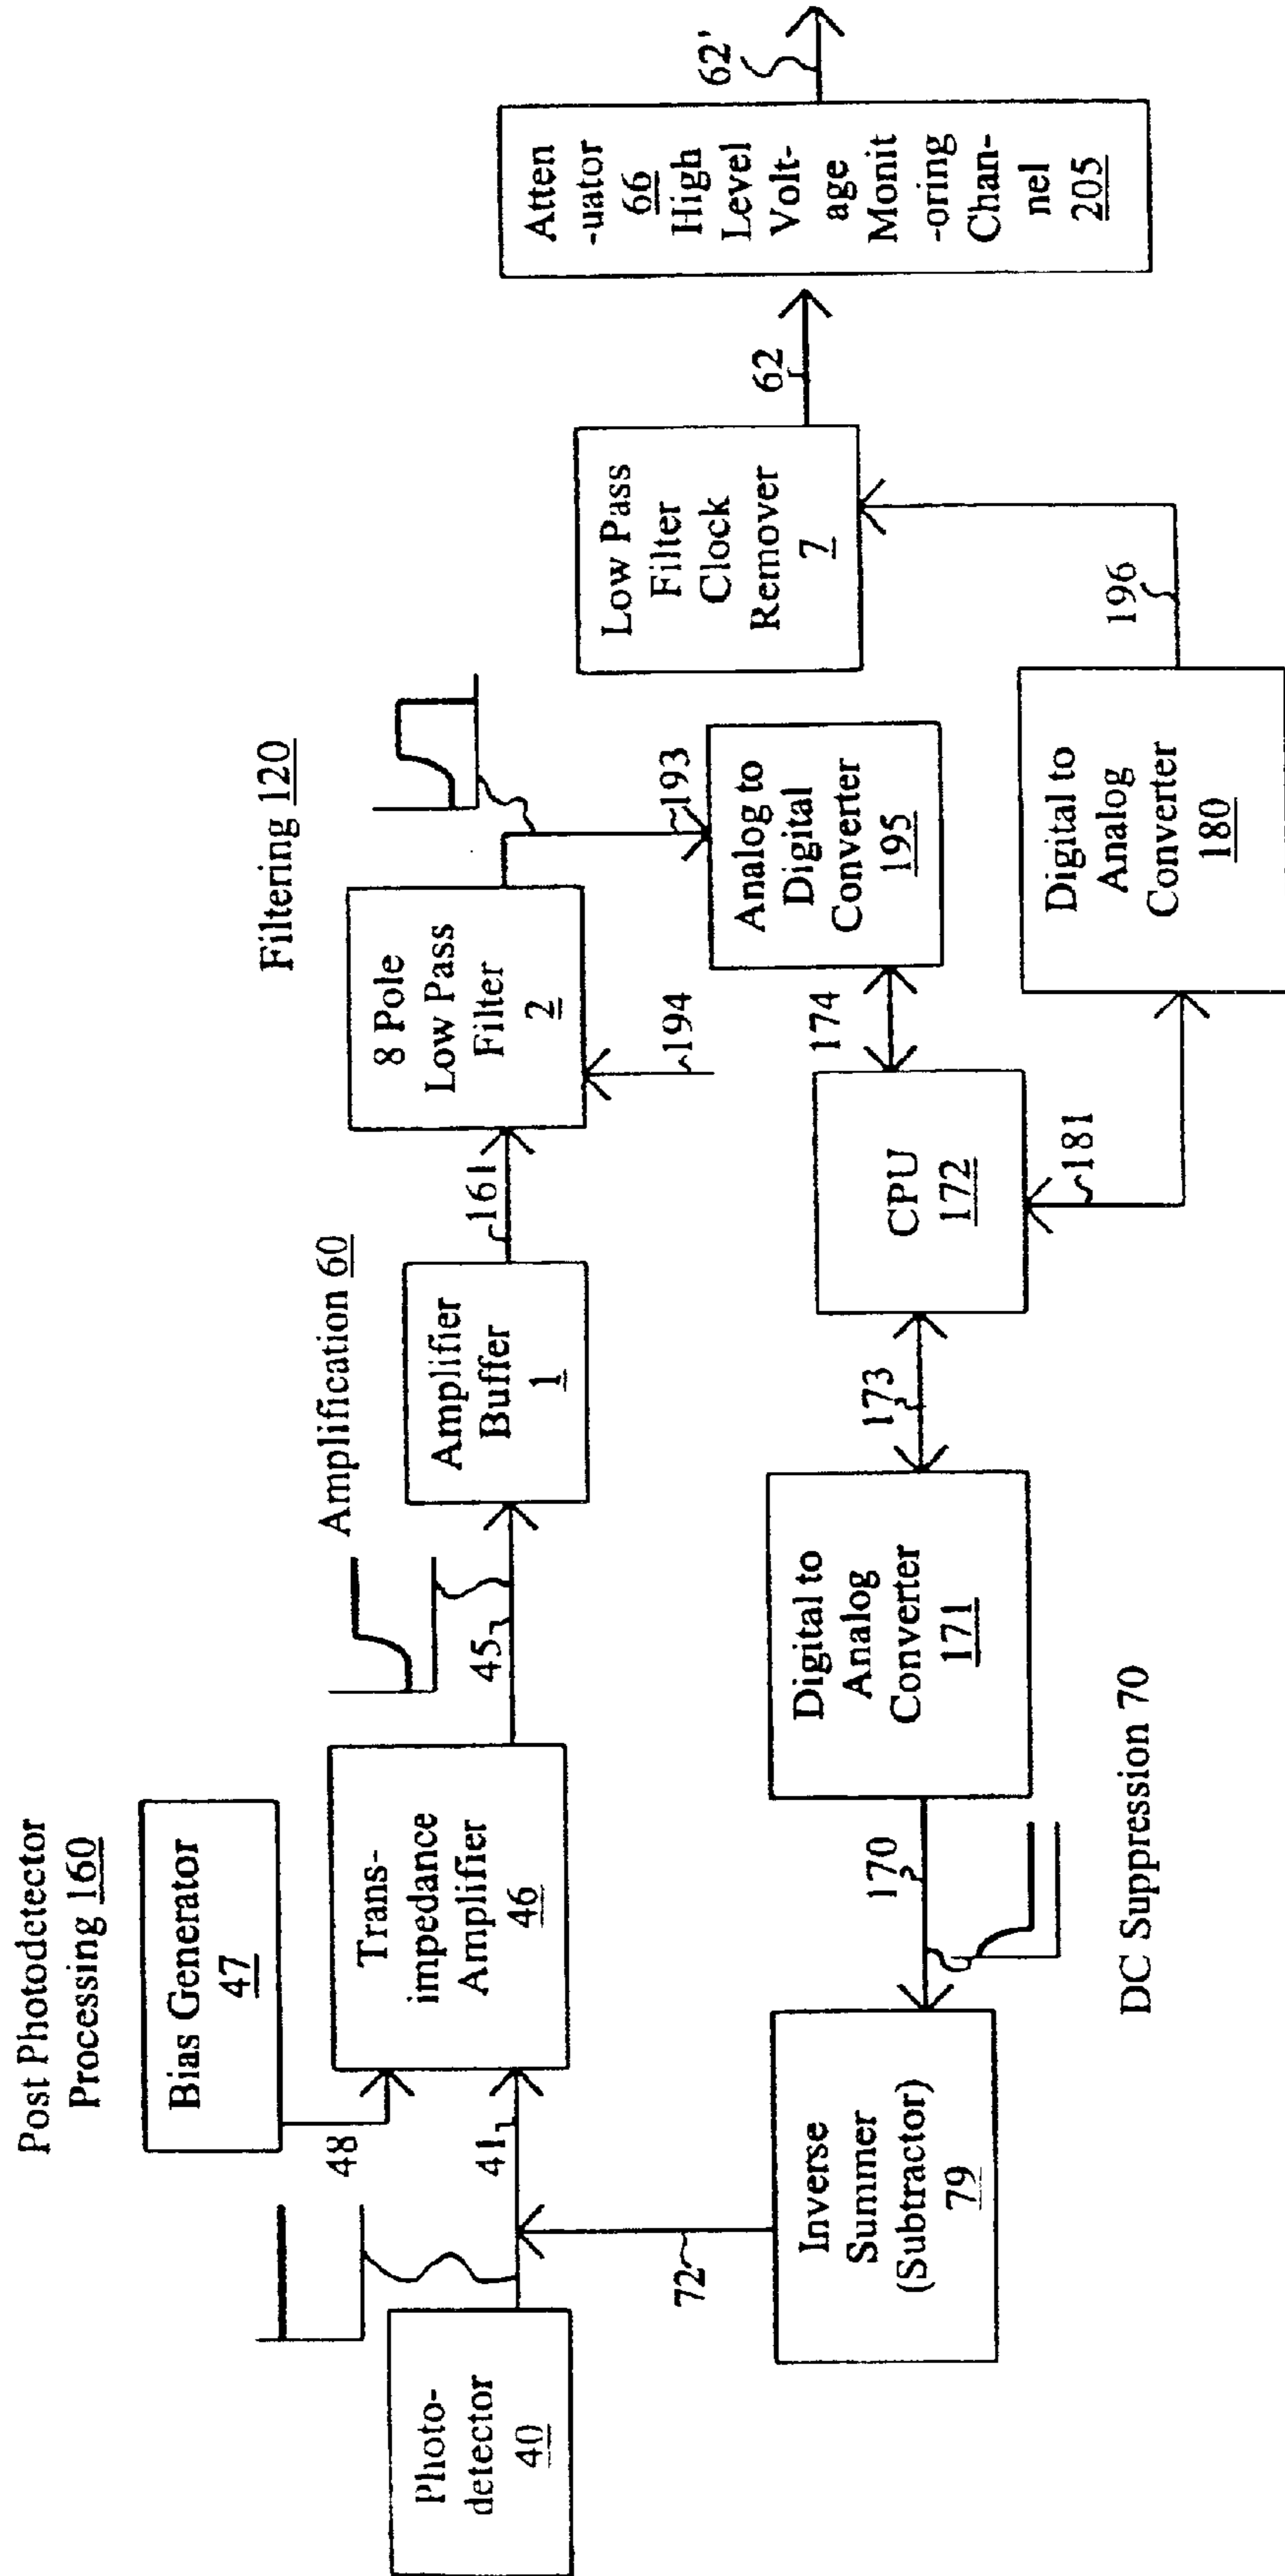 Post Photodetector
Processing 160
Bias Generator
47
48
Photo-
detector
40
41
72
Trans-
impedance
Amplifier
46
45
Amplification 60
Amplifier
Buffer
1
161
Filtering 120
8 Pole
Low Pass
Filter
2
194
193
Inverse
Summer
(Subtractor)
79
170
DC Suppression 70
Digital to
Analog
Converter
171
173
CPU
172
174
181
Analog to
Digital
Converter
195
Digital to
Analog
Converter
180
196
Low Pass
Filter
Clock
Remover
7
62
Atten
-uator
66
High
Level
Volt-
age
Monit
-oring
Chan-
nel
205
62'